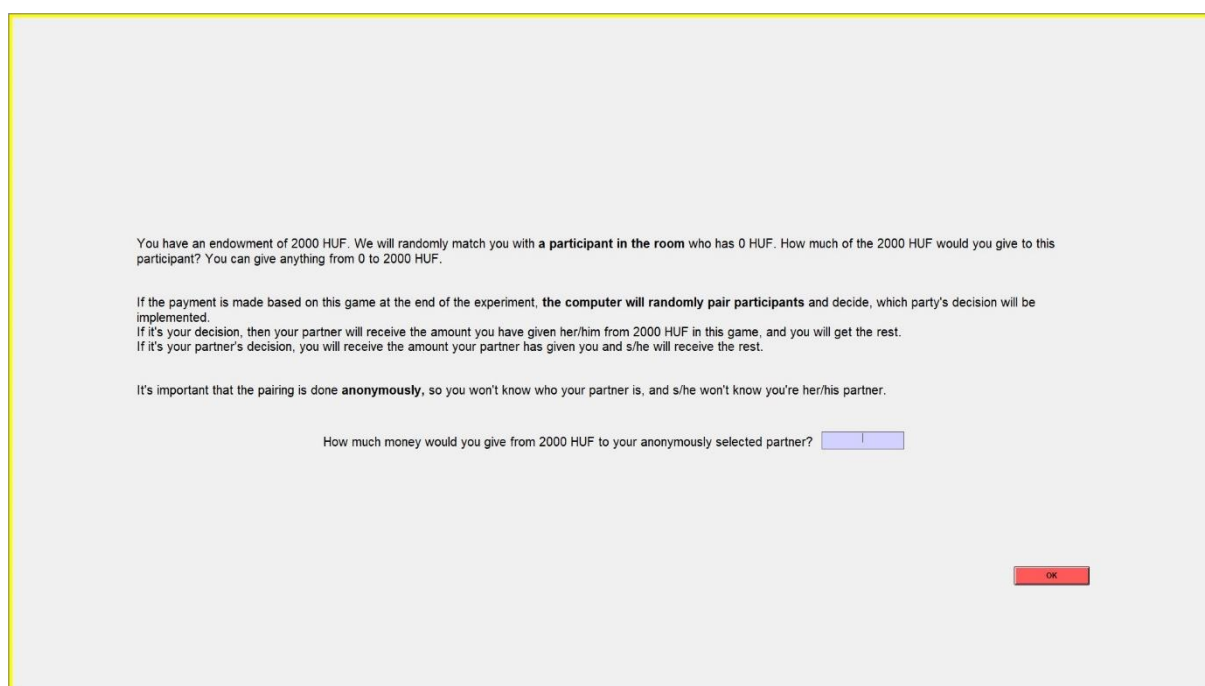 You have an endowment of 2000 HUF. We will randomly match you with a participant in the room who has 0 HUF. How much of the 2000 HUF would you give to this
participant? You can give anything from 0 to 2000 HUF.
If the payment is made based on this game at the end of the experiment, the computer will randomly pair participants and decide, which party's decision will be
implemented.
If it's your decision, then your partner will receive the amount you have given her/him from 2000 HUF in this game, and you will get the rest.
If it's your partner's decision, you will receive the amount your partner has given you and s/he will receive the rest.
It's important that the pairing is done anonymously, so you won't know who your partner is, and s/he won't know you're her/his partner.
How much money would you give from 2000 HUF to your anonymously selected partner?
OK